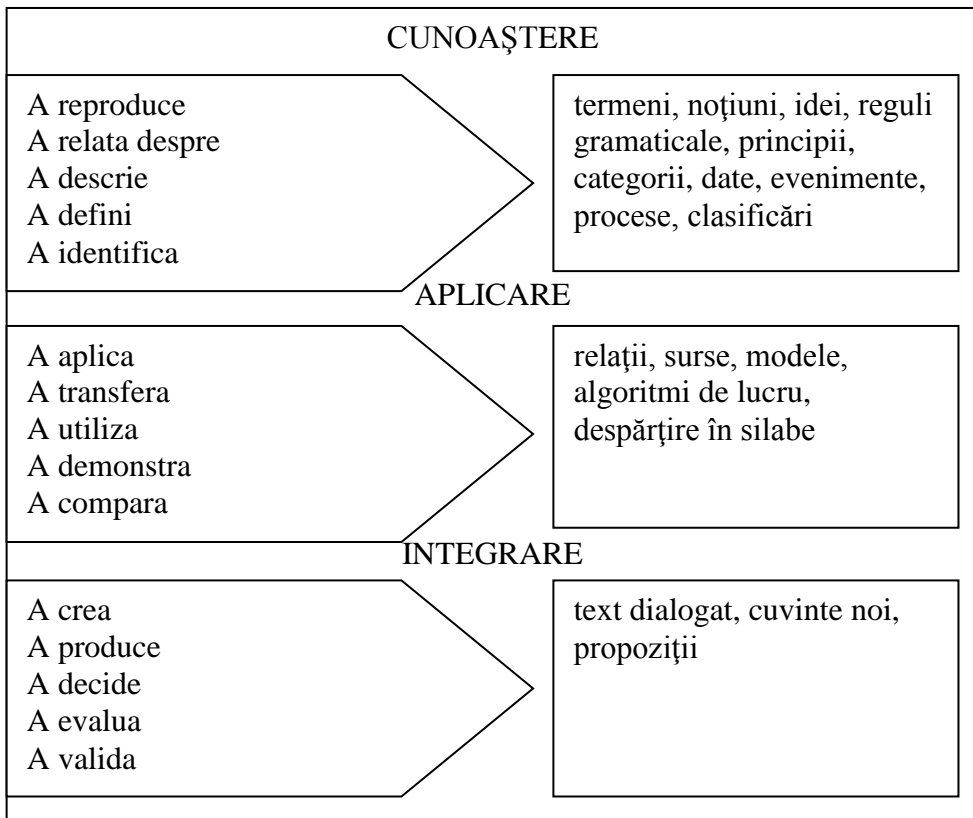 CUNOAŞTERE
A reproduce
A relata despre
A descrie
A defini
A identifica
termeni, noţiuni, idei, reguli
gramaticale, principii,
categorii, date, evenimente,
procese, clasificări
APLICARE
A aplica
A transfera
A utiliza
A demonstra
A compara
relaţii, surse, modele,
algoritmi de lucru,
despărţire în silabe
INTEGRARE
A crea
A produce
A decide
A evalua
A valida
text dialogat, cuvinte noi,
propoziţii